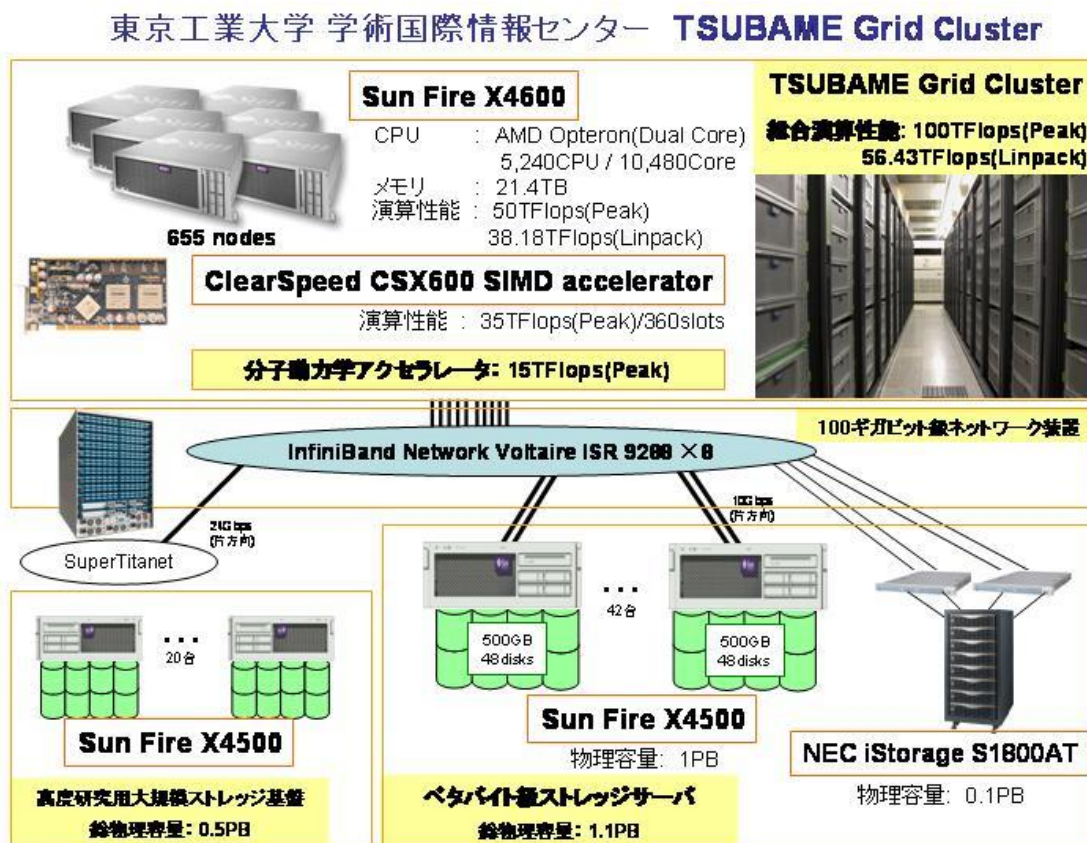 東京工業大学 学術国際情報センター TSUBAME Grid Cluster
Sun Fire X4600
CPU : AMD Opteron(Dual Core)
5,240CPU / 10,480Core
メモリ : 21.4TB
演算性能 : 50TFlops(Peak)
38.18TFlops(Linpack)
655 nodes
ClearSpeed CSX600 SIMD accelerator
演算性能 : 35TFlops(Peak)/360slots
分子動力学アクセラレータ: 15TFlops(Peak)
TSUBAME Grid Cluster
総合演算性能: 100TFlops(Peak)
56.43TFlops(Linpack)
100ギガビット級ネットワーク装置
InfiniBand Network Voltaire ISR 9288 ×8
(片方向)
10Gbps
(片方向)
SuperTitanet
...
20台
Sun Fire X4500
高度研究用大規模ストレッジ基盤
総物理容量: 0.5PB
...
42台
500GB
48disks
500GB
48disks
Sun Fire X4500
物理容量: 1PB
ペタバイト級ストレッジサーバ
総物理容量: 1.1PB
NEC iStorage S1800AT
物理容量: 0.1PB